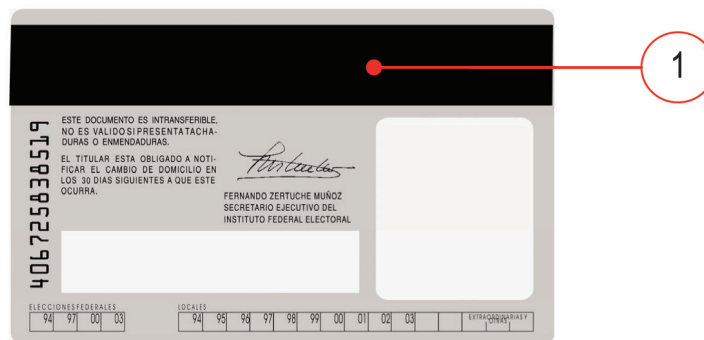 1
ESTE DOCUMENTO ES INTRANSFERIBLE,
NO ES VALIDO SI PRESENTA TACHA-
DURAS O ENMENDADURAS.
EL TITULAR ESTA OBLIGADO A NOTI-
FICAR EL CAMBIO DE DOMICILIO EN
LOS 30 DIAS SIGUIENTES A QUE ESTE
OCURRA.
406725838519
FERNANDO ZERTUCHE MUÑOZ
SECRETARIO EJECUTIVO DEL
INSTITUTO FEDERAL ELECTORAL
ELECCIONES FEDERALES
94 97 00 03
LOCALES
94 95 96 97 98 99 00 01 02 03
EXTRAORDINARIAS Y
OTRAS